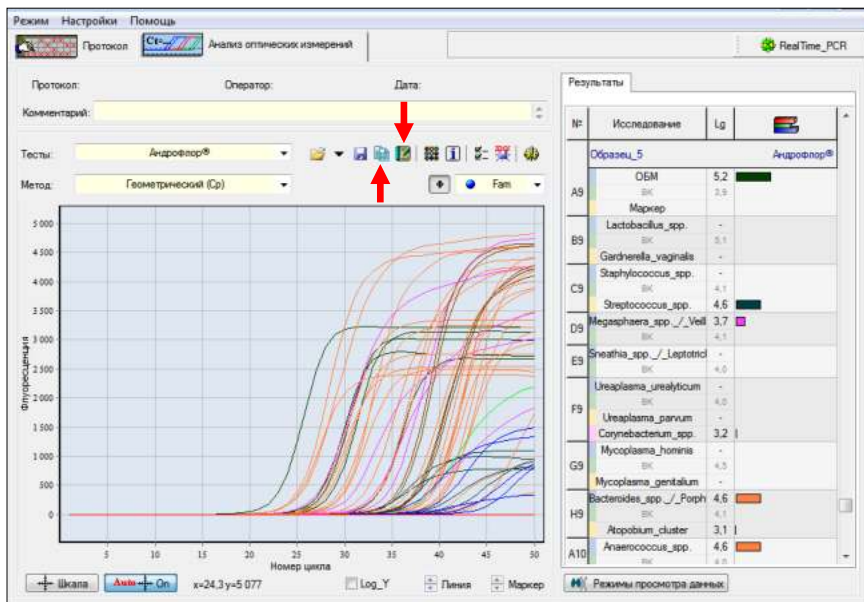 Режим Настройки Помощь
Протокол Ct=... Анализ оптических измерений RealTime_PCR
Протокол: Оператор: Дата:
Комментарий:
Тесты: Андрофлор®
Метод: Геометрический (Cp) Fam
Флуоресценция
5 000
4 500
4 000
3 500
3 000
2 500
2 000
1 500
1 000
500
0
5 10 15 20 25 30 35 40 45 50
Номер цикла
Шкала Auto On x=24,3 y=5 077 Log_Y Линия Маркер
Результаты
№ Исследование Lg
Образец_5 Андрофлор®
A9
ОБМ 5,2
ВК 3,9
Маркер
B9
Lactobacillus_spp. -
ВК 5,1
Gardnerella_vaginalis -
C9
Staphylococcus_spp. -
ВК 4,1
Streptococcus_spp. 4,6
D9
Megasphaera_spp._/_Veill 3,7
ВК 4,1
E9
Sneathia_spp._/_Leptotricl -
ВК 4,0
F9
Ureaplasma_urealyticum -
ВК 4,0
Ureaplasma_parvum -
Corynebacterium_spp. 3,2
G9
Mycoplasma_hominis -
ВК 4,5
Mycoplasma_genitalium -
H9
Bacteroides_spp._/_Porph 4,6
ВК 4,1
Atopobium_cluster 3,1
A10
Anaerococcus_spp. 4,6
Режимы просмотра данных